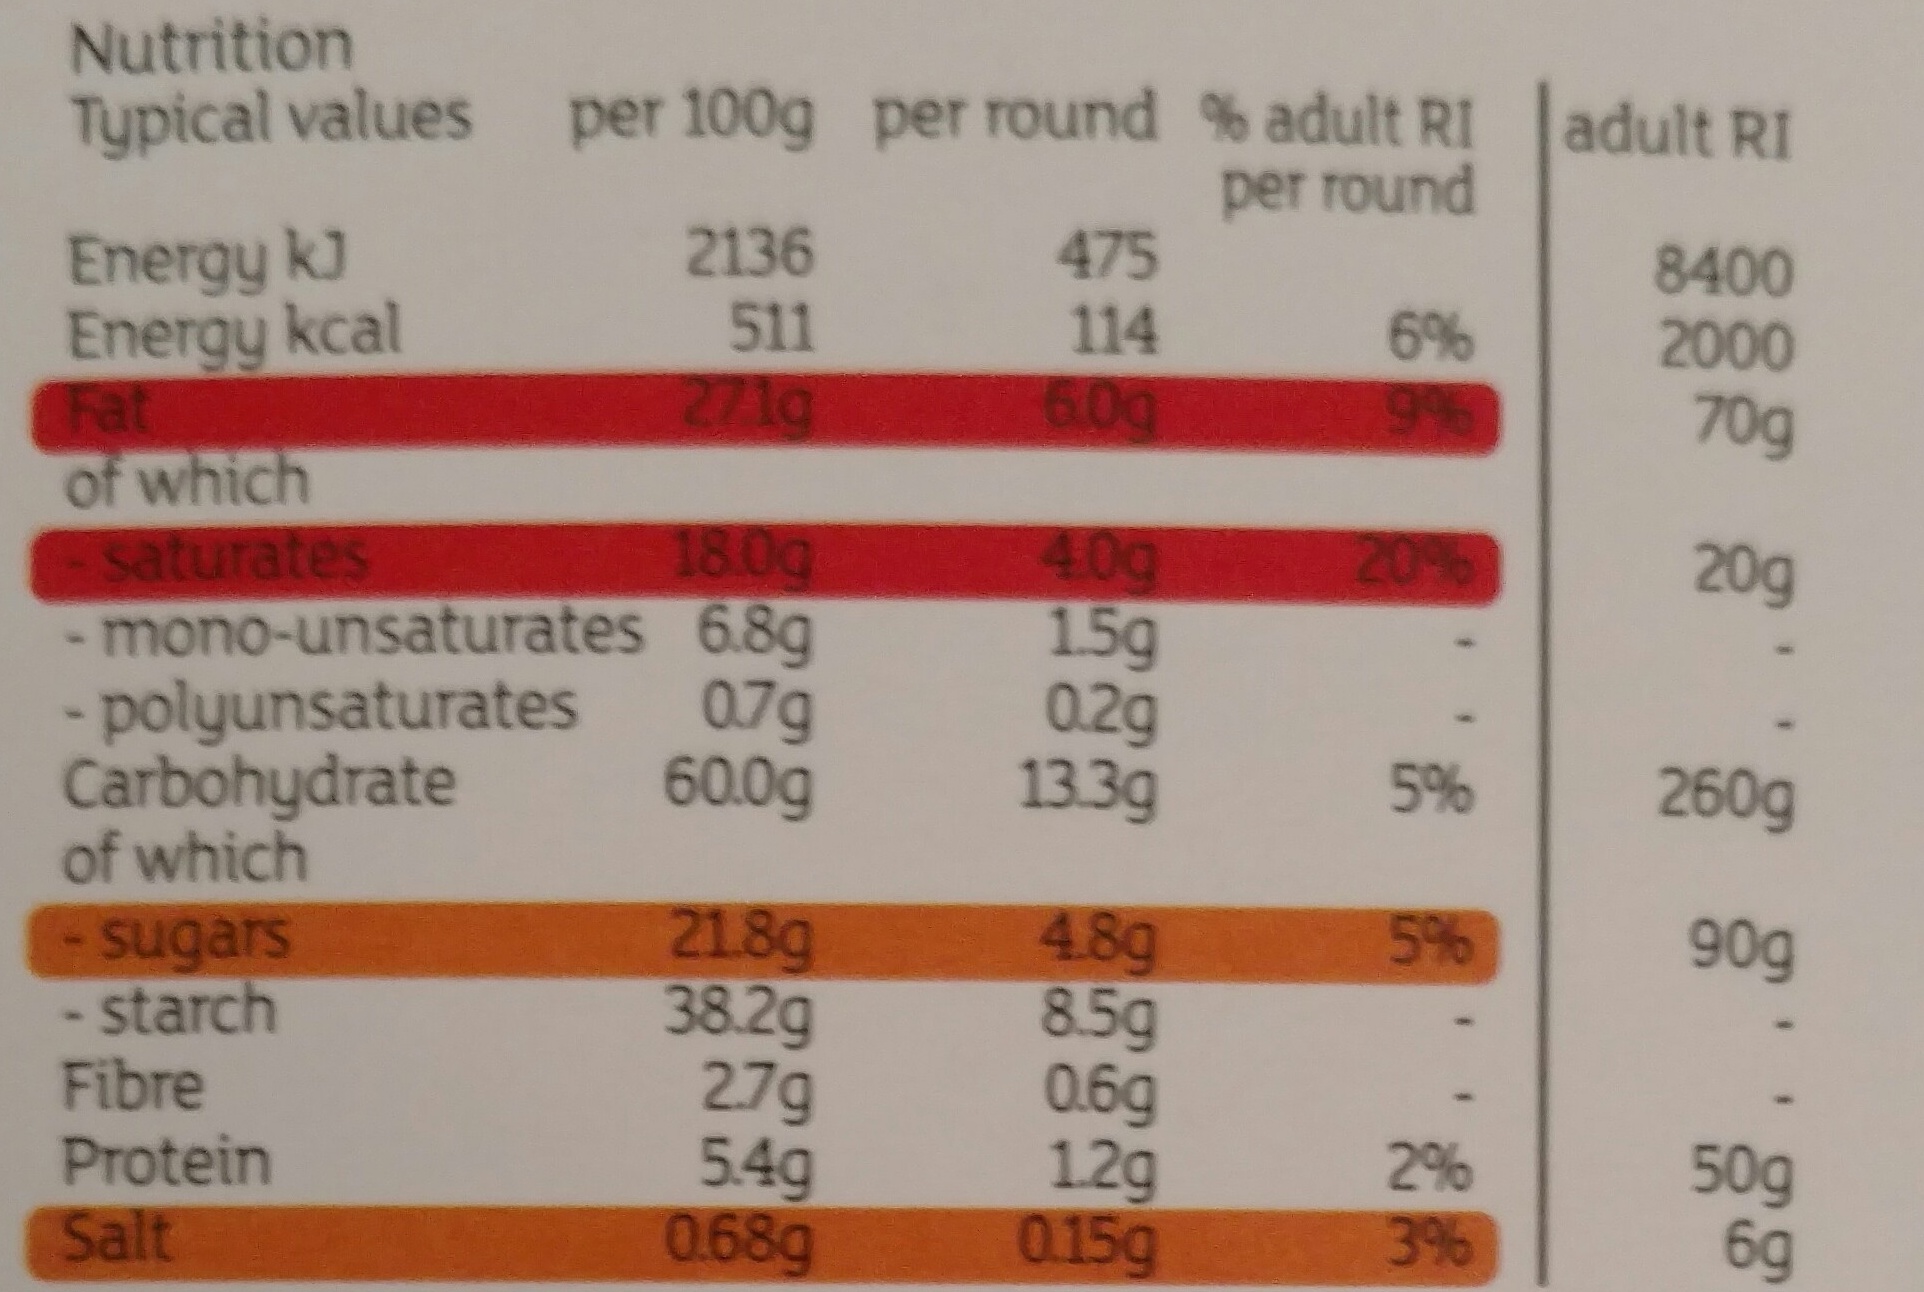 Nutrition
Typical values per 100g per round % adult RI adult RI
per round
Energy kJ 2136 475 8400
Energy kcal 511 114 6% 2000
Fat 27.1g 6.0g 9% 70g
of which
- saturates 18.0g 4.0g 20% 20g
- mono-unsaturates 6.8g 1.5g - -
- polyunsaturates 0.7g 0.2g - -
Carbohydrate 60.0g 13.3g 5% 260g
of which
- sugars 21.8g 4.8g 5% 90g
- starch 38.2g 8.5g - -
Fibre 2.7g 0.6g - -
Protein 5.4g 1.2g 2% 50g
Salt 0.68g 0.15g 3% 6g